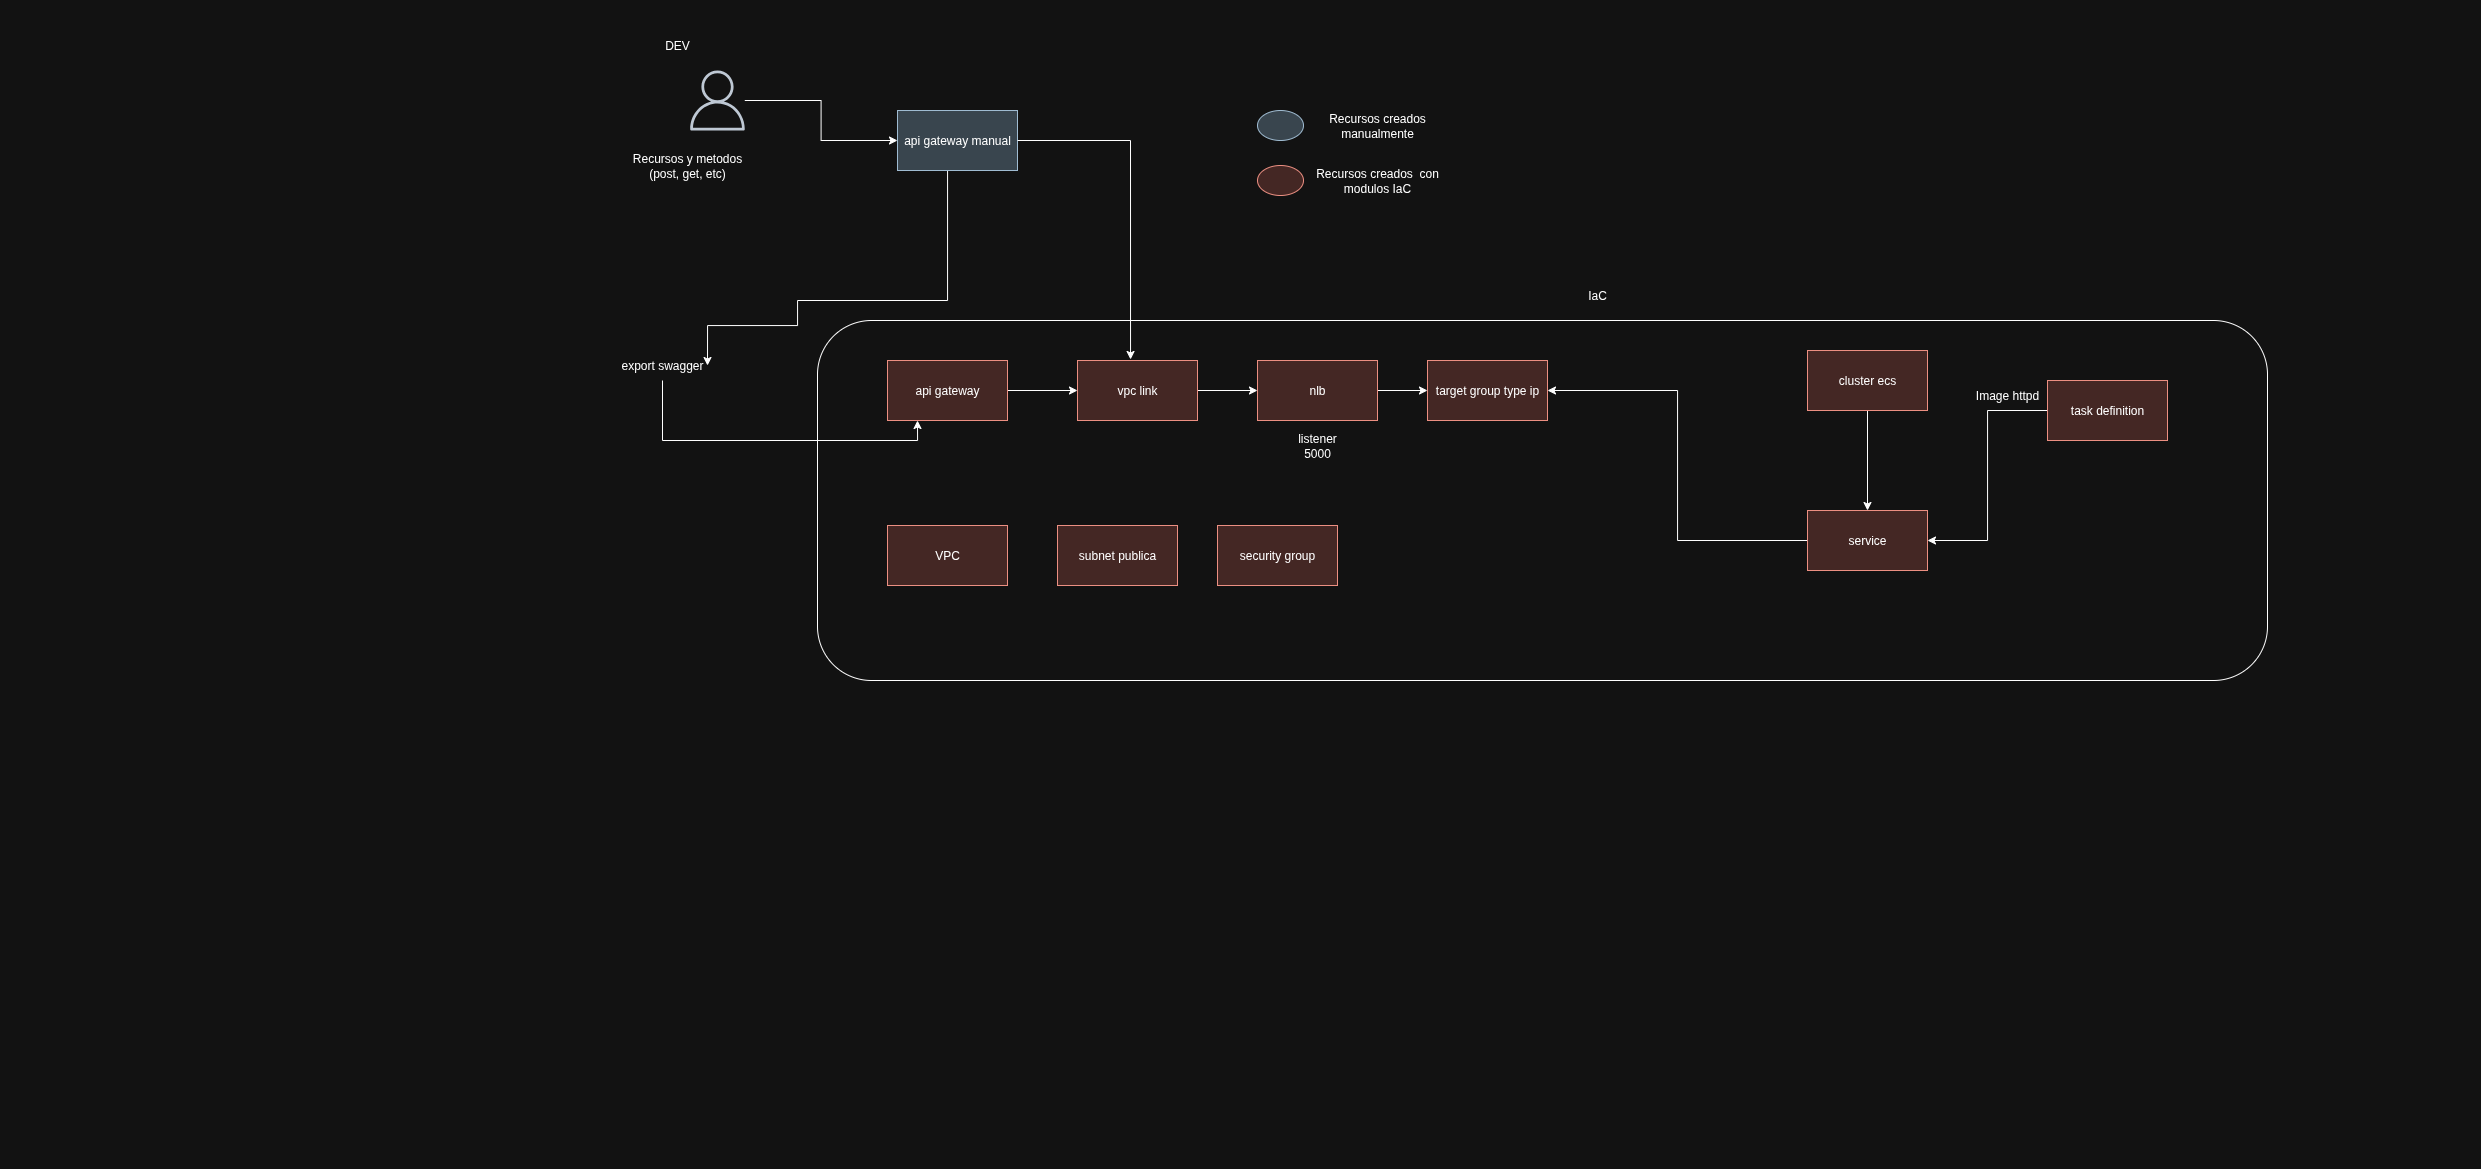 DEV
Recursos y metodos
(post, get, etc)
api gateway manual
Recursos creados
manualmente
Recursos creados  con
modulos IaC
IaC
export swagger
api gateway
vpc link
nlb
target group type ip
listener
5000
cluster ecs
Image httpd
task definition
service
VPC
subnet publica
security group